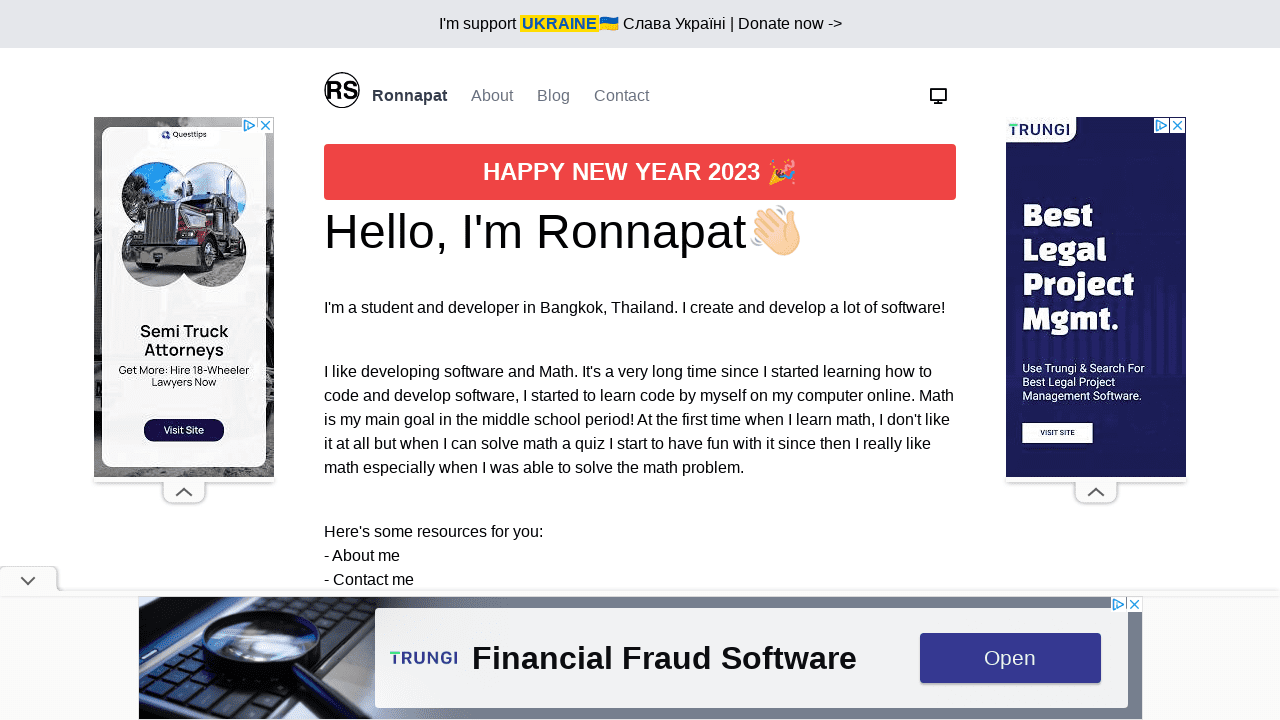 I'm support UKRAINE🇺🇦 Слава Україні | Donate now ->
RS Ronnapat About Blog Contact
HAPPY NEW YEAR 2023 🎉
Hello, I'm Ronnapat👋🏻
I'm a student and developer in Bangkok, Thailand. I create and develop a lot of software!
I like developing software and Math. It's a very long time since I started learning how to
code and develop software, I started to learn code by myself on my computer online. Math
is my main goal in the middle school period! At the first time when I learn math, I don't like
it at all but when I can solve math a quiz I start to have fun with it since then I really like
math especially when I was able to solve the math problem.
Here's some resources for you:
- About me
- Contact me
Questtips
Semi Truck
Attorneys
Get More: Hire 18-Wheeler
Lawyers Now
Visit Site
TRUNGI
Best
Legal
Project
Mgmt.
Use Trungi & Search For
Best Legal Project
Management Software.
VISIT SITE
TRUNGI Financial Fraud Software Open